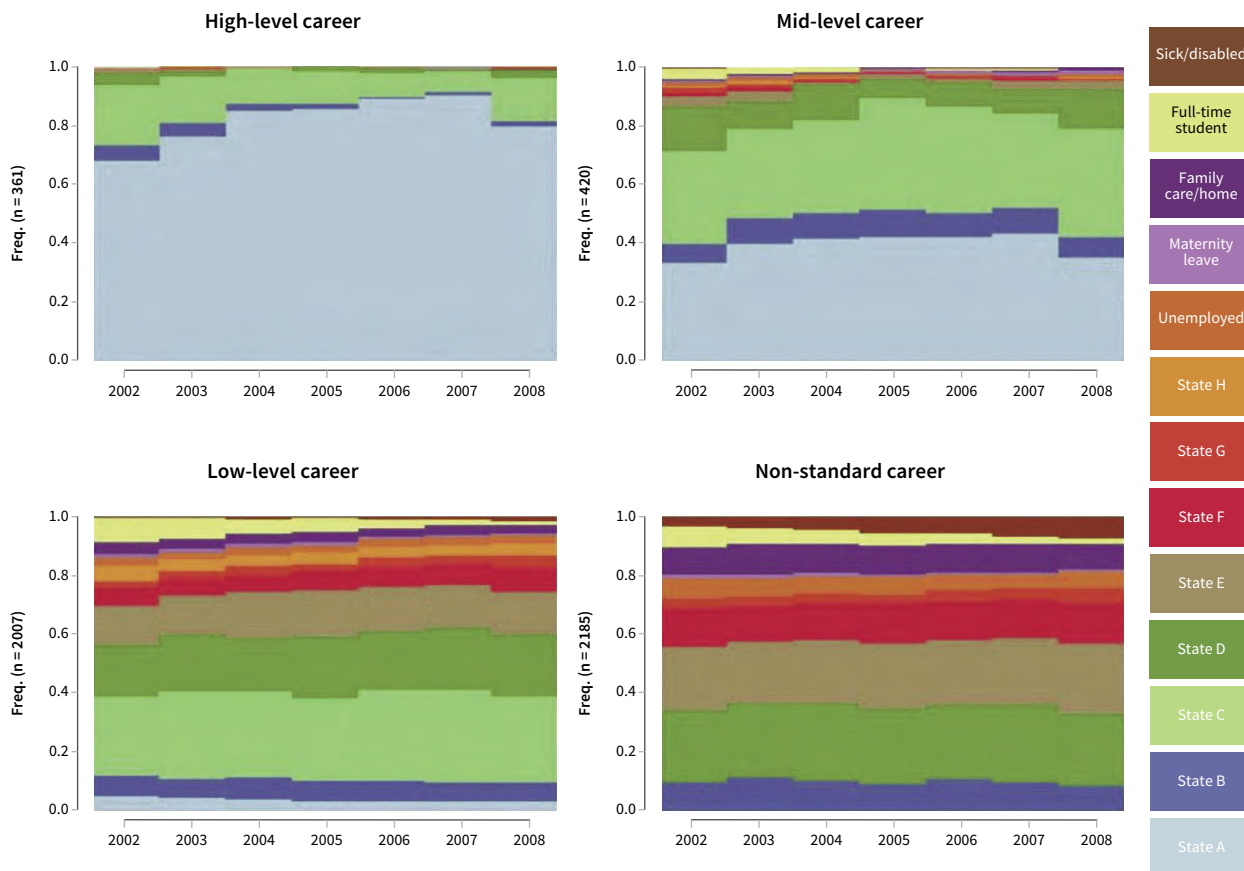 High-level career
Freq. (n = 361)
1.0
0.8
0.6
0.4
0.2
0.0
2002 2003 2004 2005 2006 2007 2008
Mid-level career
Freq. (n = 420)
1.0
0.8
0.6
0.4
0.2
0.0
2002 2003 2004 2005 2006 2007 2008
Low-level career
Freq. (n = 2007)
1.0
0.8
0.6
0.4
0.2
0.0
2002 2003 2004 2005 2006 2007 2008
Non-standard career
Freq. (n = 2185)
1.0
0.8
0.6
0.4
0.2
0.0
2002 2003 2004 2005 2006 2007 2008
Sick/disabled
Full-time
student
Family
care/home
Maternity
leave
Unemployed
State H
State G
State F
State E
State D
State C
State B
State A